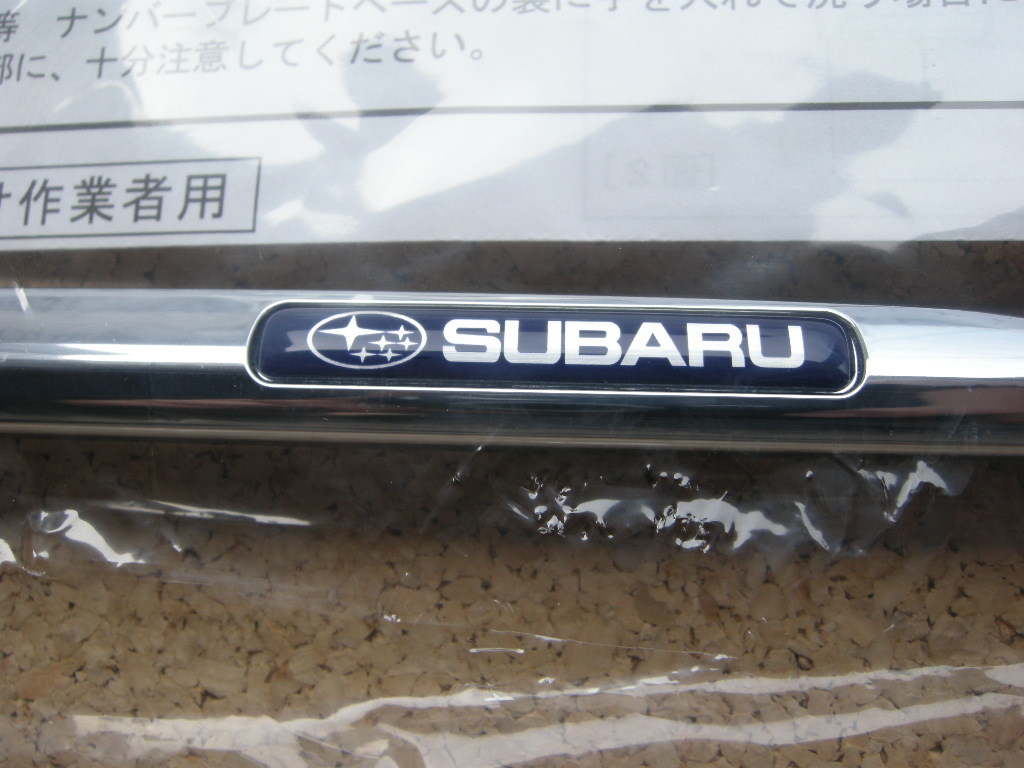 等 ナンバープレートベースの裏に手を入れて洗う場合に
部に、十分注意してください。
け作業者用
SUBARU